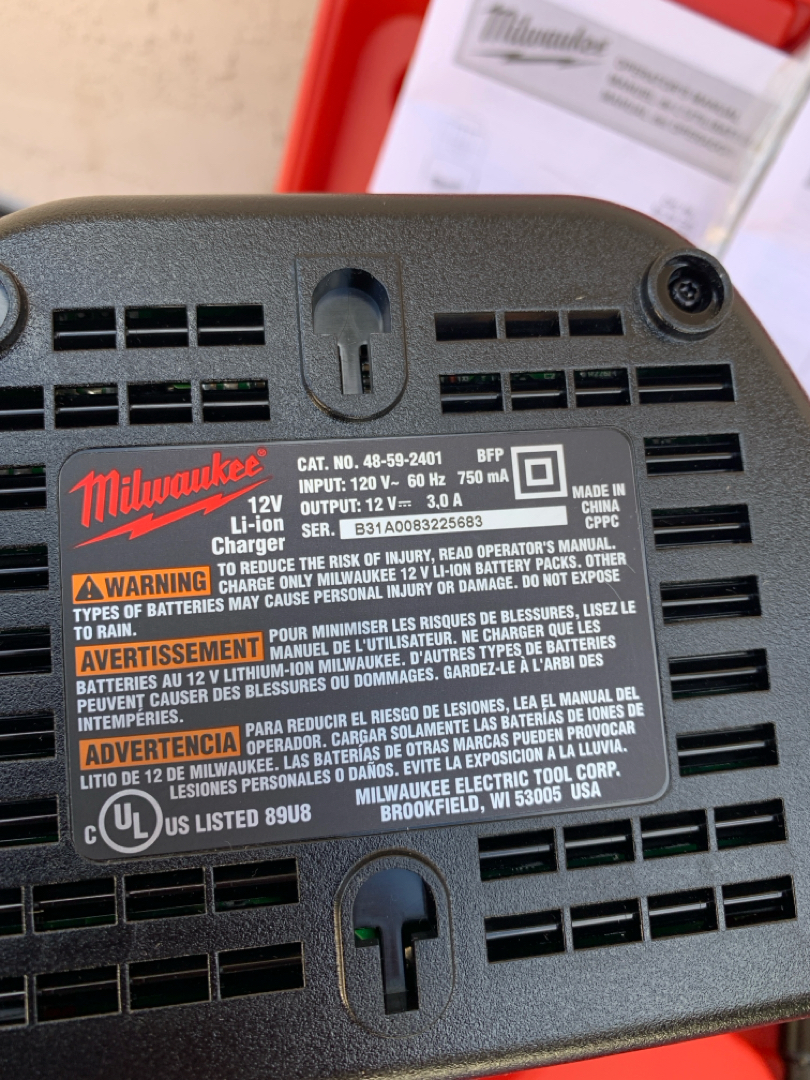 Milwaukee
OPERATOR'S MANUAL
Milwaukee®
12V
Li-ion
Charger
CAT. NO. 48-59-2401 BFP
INPUT: 120 V~ 60 Hz 750 mA
OUTPUT: 12 V⎓ 3,0 A
SER. B31A0083225683
MADE IN
CHINA
CPPC
WARNING TO REDUCE THE RISK OF INJURY, READ OPERATOR'S MANUAL.
CHARGE ONLY MILWAUKEE 12 V LI-ION BATTERY PACKS. OTHER
TYPES OF BATTERIES MAY CAUSE PERSONAL INJURY OR DAMAGE. DO NOT EXPOSE
TO RAIN.
AVERTISSEMENT POUR MINIMISER LES RISQUES DE BLESSURES, LISEZ LE
MANUEL DE L'UTILISATEUR. NE CHARGER QUE LES
BATTERIES AU 12 V LITHIUM-ION MILWAUKEE. D'AUTRES TYPES DE BATTERIES
PEUVENT CAUSER DES BLESSURES OU DOMMAGES. GARDEZ-LE À L'ARBI DES
INTEMPÉRIES.
ADVERTENCIA PARA REDUCIR EL RIESGO DE LESIONES, LEA EL MANUAL DEL
OPERADOR. CARGAR SOLAMENTE LAS BATERÍAS DE IONES DE
LITIO DE 12 DE MILWAUKEE. LAS BATERÍAS DE OTRAS MARCAS PUEDEN PROVOCAR
LESIONES PERSONALES O DAÑOS. EVITE LA EXPOSICIÓN A LA LLUVIA.
C UL US LISTED 89U8
MILWAUKEE ELECTRIC TOOL CORP.
BROOKFIELD, WI 53005 USA